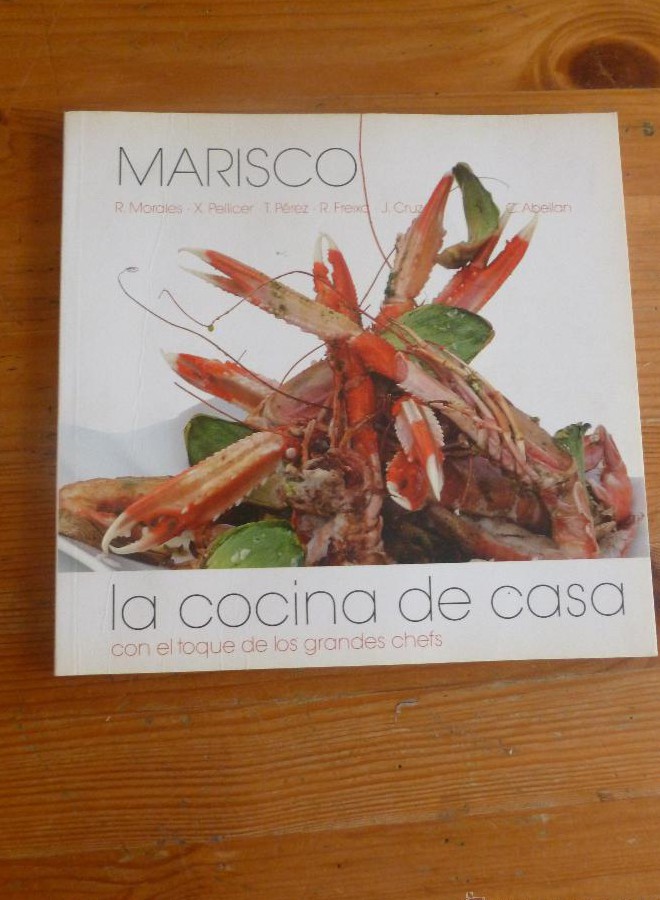 MARISCO
R. Morales · X. Pellicer · T. Pérez · R. Freixa J. Cruz C. Abellan
la cocina de casa
con el toque de los grandes chefs